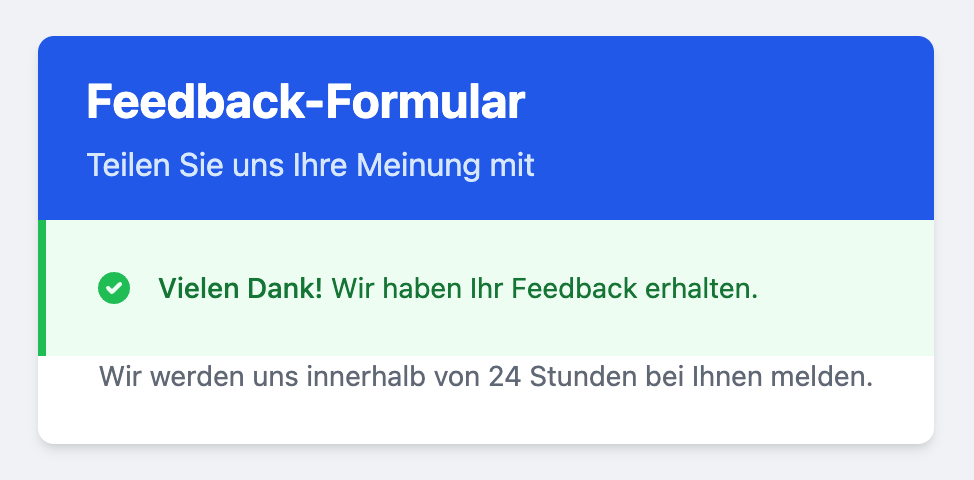 Feedback-Formular
Teilen Sie uns Ihre Meinung mit
Vielen Dank! Wir haben Ihr Feedback erhalten.
Wir werden uns innerhalb von 24 Stunden bei Ihnen melden.